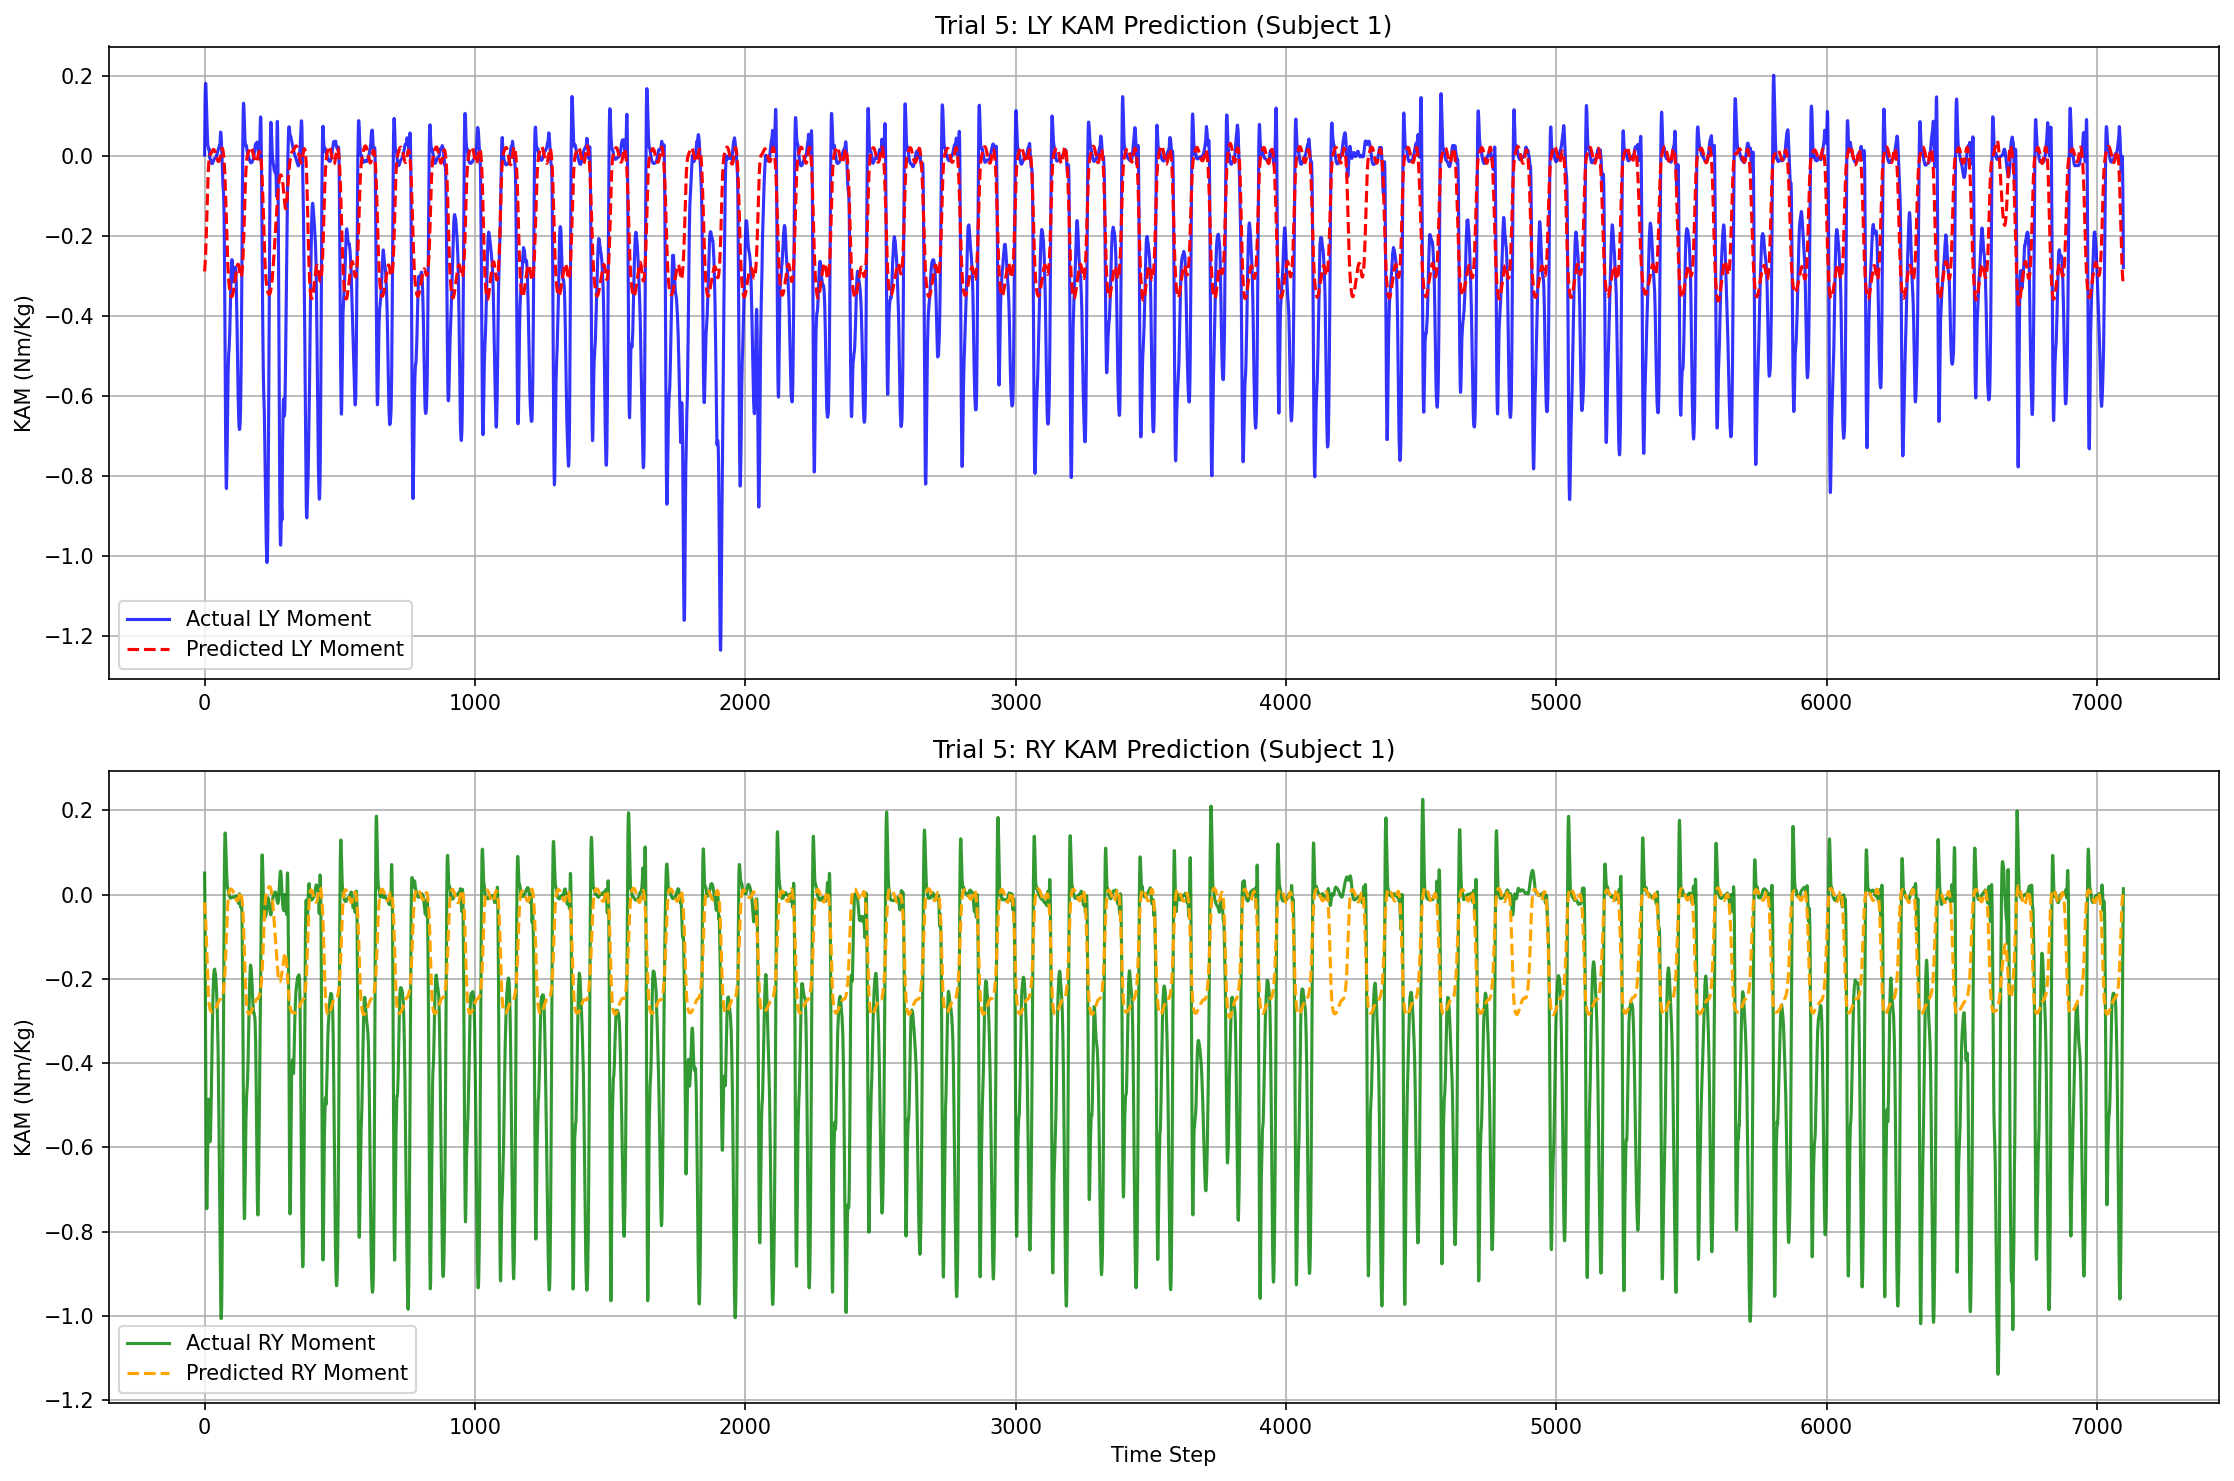 Trial 5: LY KAM Prediction (Subject 1)
KAM (Nm/Kg)
0.2
0.0
−0.2
−0.4
−0.6
−0.8
−1.0
−1.2
Actual LY Moment
Predicted LY Moment
0 1000 2000 3000 4000 5000 6000 7000
Trial 5: RY KAM Prediction (Subject 1)
KAM (Nm/Kg)
0.2
0.0
−0.2
−0.4
−0.6
−0.8
−1.0
−1.2
Actual RY Moment
Predicted RY Moment
0 1000 2000 3000 4000 5000 6000 7000
Time Step